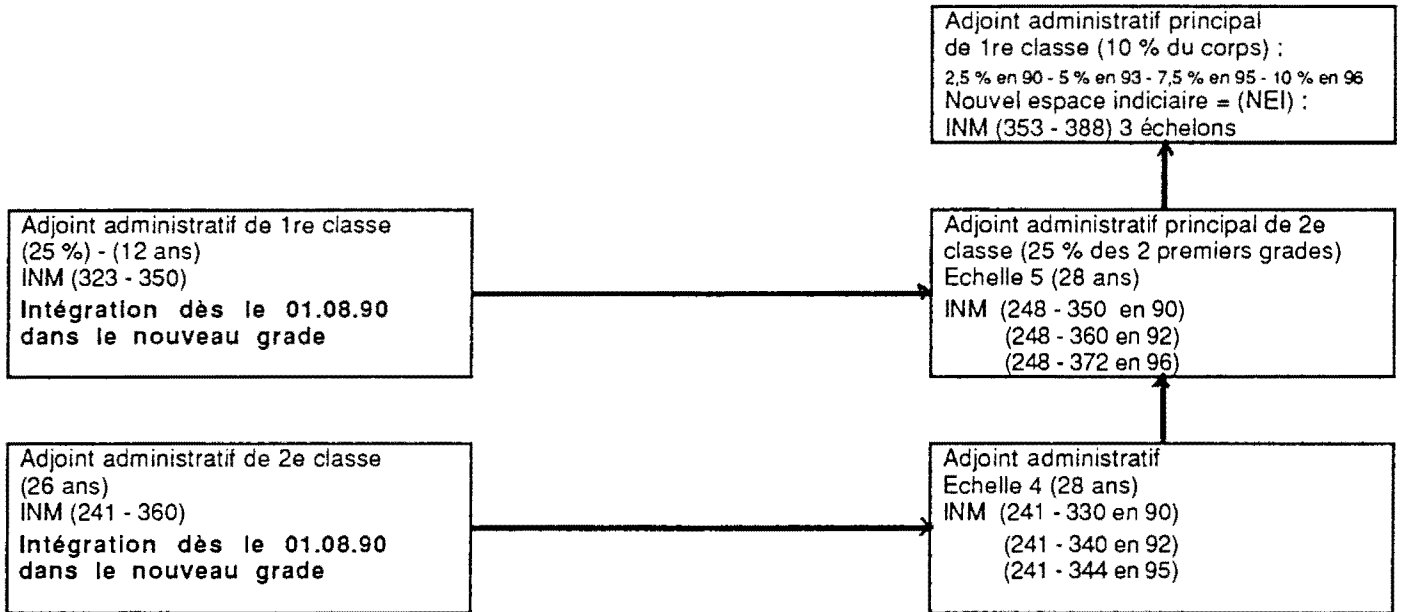 Adjoint administratif principal
de 1re classe (10 % du corps) :
2,5 % en 90 - 5 % en 93 - 7,5 % en 95 - 10 % en 96
Nouvel espace indiciaire = (NEI) :
INM (353 - 388) 3 échelons
Adjoint administratif de 1re classe
(25 %) - (12 ans)
INM (323 - 350)
Intégration dès le 01.08.90
dans le nouveau grade
Adjoint administratif principal de 2e
classe (25 % des 2 premiers grades)
Echelle 5 (28 ans)
INM (248 - 350 en 90)
(248 - 360 en 92)
(248 - 372 en 96)
Adjoint administratif de 2e classe
(26 ans)
INM (241 - 360)
Intégration dès le 01.08.90
dans le nouveau grade
Adjoint administratif
Echelle 4 (28 ans)
INM (241 - 330 en 90)
(241 - 340 en 92)
(241 - 344 en 95)